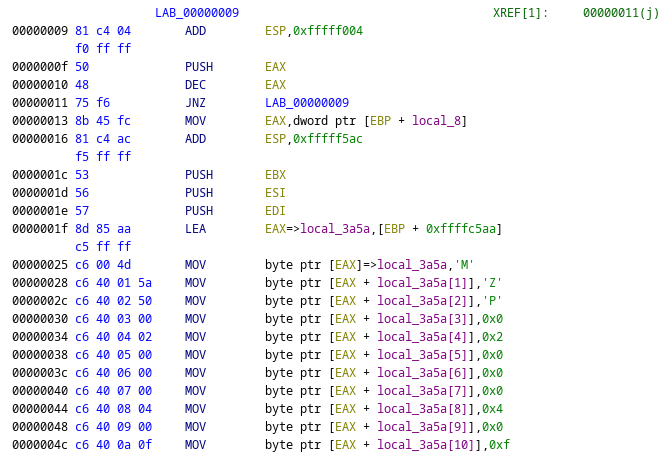 LAB_00000009 XREF[1]: 00000011(j)
00000009 81 c4 04 ADD ESP,0xfffff004
f0 ff ff
0000000f 50 PUSH EAX
00000010 48 DEC EAX
00000011 75 f6 JNZ LAB_00000009
00000013 8b 45 fc MOV EAX,dword ptr [EBP + local_8]
00000016 81 c4 ac ADD ESP,0xfffff5ac
f5 ff ff
0000001c 53 PUSH EBX
0000001d 56 PUSH ESI
0000001e 57 PUSH EDI
0000001f 8d 85 aa LEA EAX=>local_3a5a,[EBP + 0xffffc5aa]
c5 ff ff
00000025 c6 00 4d MOV byte ptr [EAX]=>local_3a5a,'M'
00000028 c6 40 01 5a MOV byte ptr [EAX + local_3a5a[1]],'Z'
0000002c c6 40 02 50 MOV byte ptr [EAX + local_3a5a[2]],'P'
00000030 c6 40 03 00 MOV byte ptr [EAX + local_3a5a[3]],0x0
00000034 c6 40 04 02 MOV byte ptr [EAX + local_3a5a[4]],0x2
00000038 c6 40 05 00 MOV byte ptr [EAX + local_3a5a[5]],0x0
0000003c c6 40 06 00 MOV byte ptr [EAX + local_3a5a[6]],0x0
00000040 c6 40 07 00 MOV byte ptr [EAX + local_3a5a[7]],0x0
00000044 c6 40 08 04 MOV byte ptr [EAX + local_3a5a[8]],0x4
00000048 c6 40 09 00 MOV byte ptr [EAX + local_3a5a[9]],0x0
0000004c c6 40 0a 0f MOV byte ptr [EAX + local_3a5a[10]],0xf